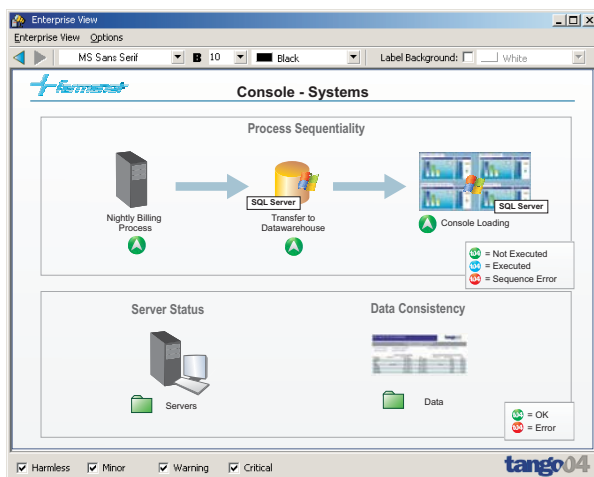 Enterprise View
Enterprise View Options
MS Sans Serif B 10 Black Label Background: White
fermanet
Console - Systems
Process Sequentiality
SQL Server
SQL Server
Nightly Billing
Process
Transfer to
Datawarehouse
Console Loading
= Not Executed
= Executed
= Sequence Error
Server Status
Data Consistency
Servers
Data
= OK
= Error
Harmless Minor Warning Critical
tango04